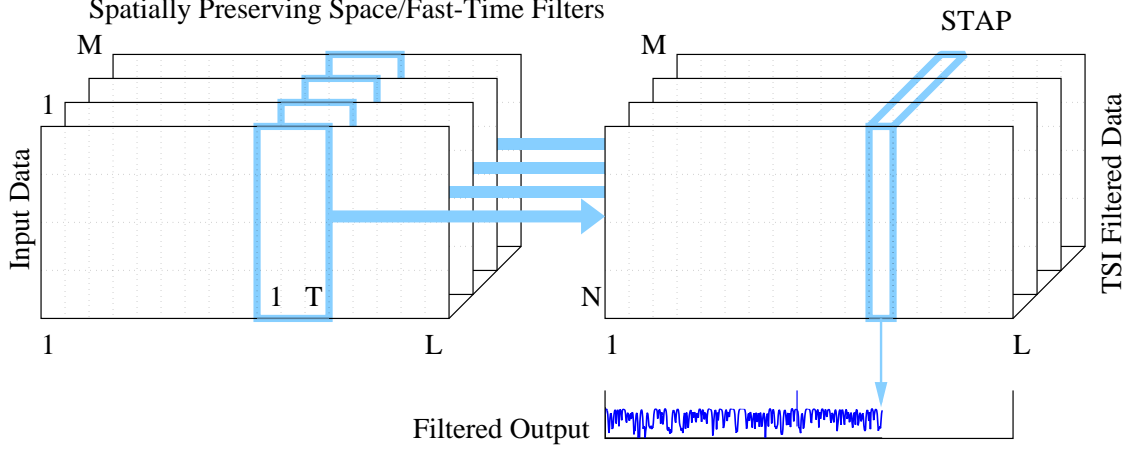 Spatially Preserving Space/Fast-Time Filters
STAP
M
M
1
Input Data
TSI Filtered Data
1 T
N
1
L
1
L
Filtered Output